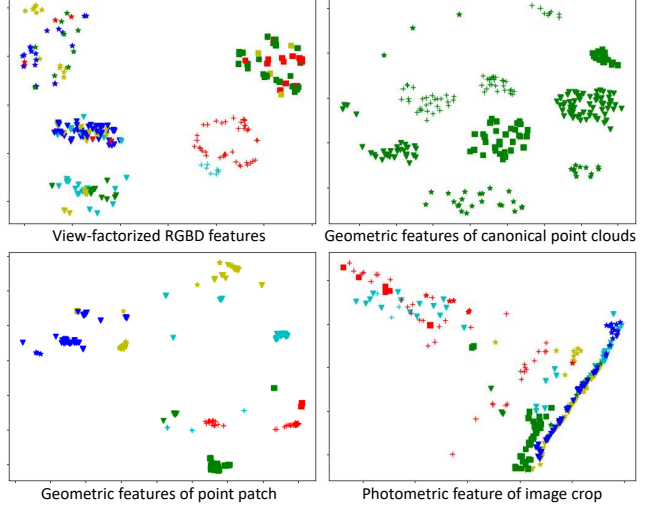 View-factorized RGBD features
Geometric features of canonical point clouds
Geometric features of point patch
Photometric feature of image crop